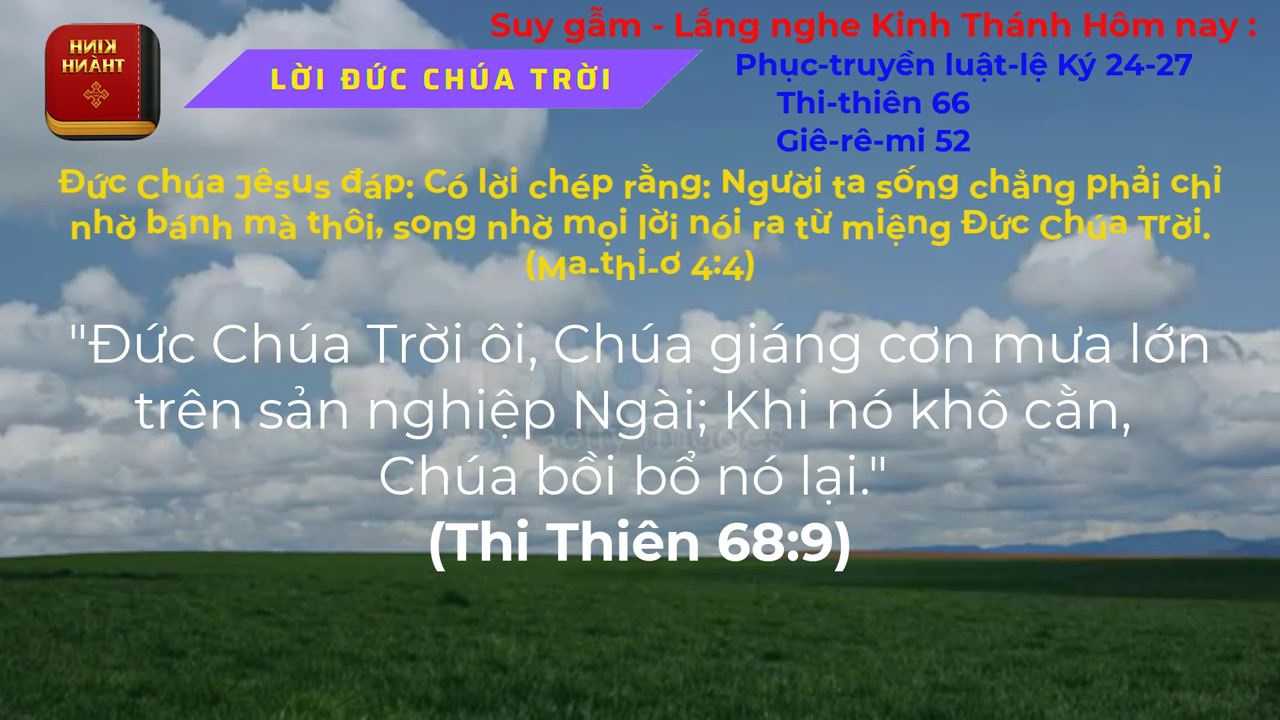 Suy gẫm - Lắng nghe Kinh Thánh Hôm nay :
KINH
THÀNH
LỜI ĐỨC CHÚA TRỜI
Phục-truyền luật-lệ Ký 24-27
Thi-thiên 66
Giê-rê-mi 52
Đức Chúa Jêsus đáp: Có lời chép rằng: Người ta sống chẳng phải chỉ
nhờ bánh mà thôi, song nhờ mọi lời nói ra từ miệng Đức Chúa Trời.
(Ma-thi-ơ 4:4)
"Đức Chúa Trời ôi, Chúa giáng cơn mưa lớn
trên sản nghiệp Ngài; Khi nó khô cằn,
Chúa bồi bổ nó lại."
(Thi Thiên 68:9)